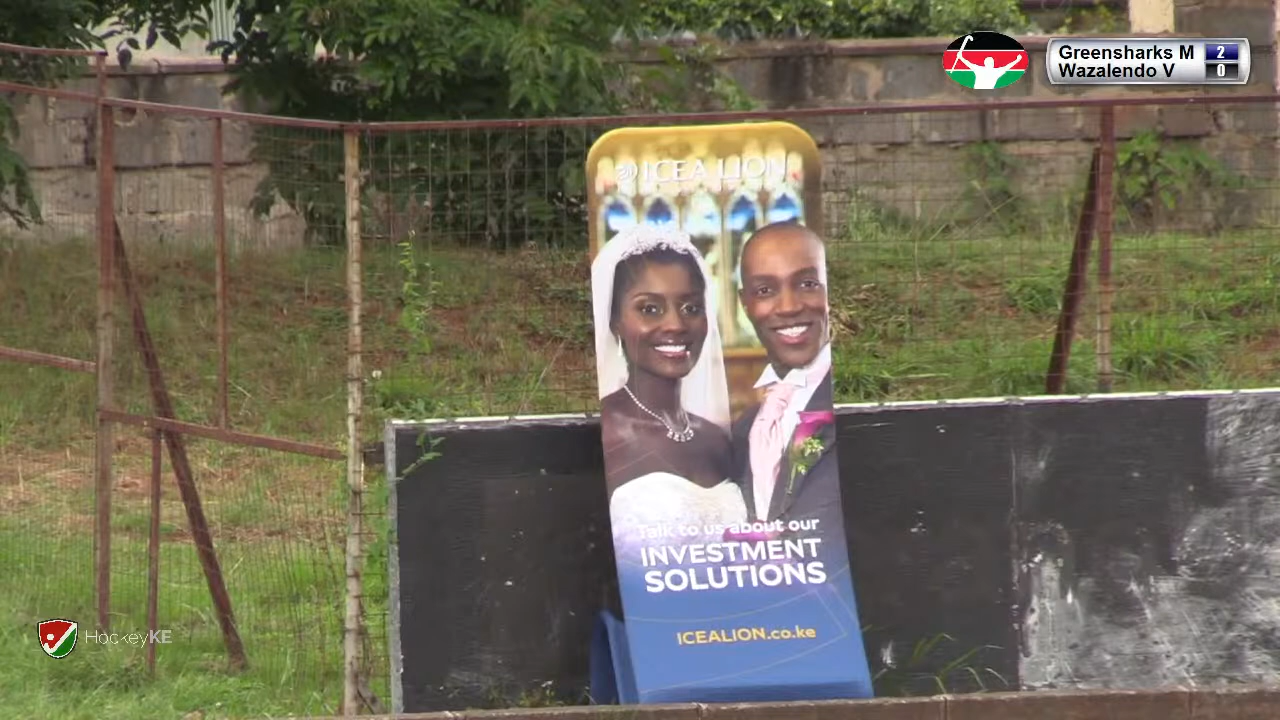 Greensharks M 2
Wazalendo V 0
ICEA LION
Talk to us about our
INVESTMENT
SOLUTIONS
ICEALION.co.ke
HockeyKE